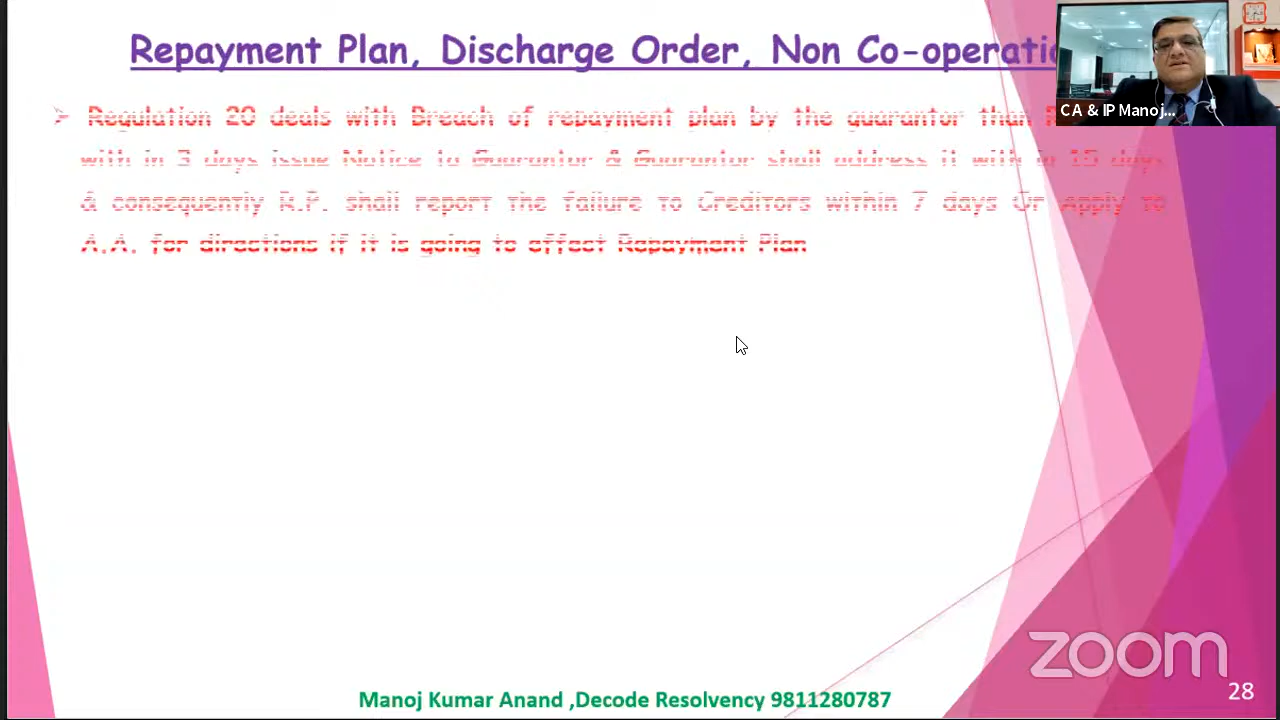 Repayment Plan, Discharge Order, Non Co-operatio
Regulation 20 deals with Breach of repayment plan by the guarantor than
with in 3 days issue Notice to Guarantor & Guarantor shall address it with in 15 days
& consequently R.P. shall report the failure to Creditors within 7 days Or Apply to
A.A. for directions if it is going to effect Repayment Plan
C A & IP Manoj...
zoom
Manoj Kumar Anand ,Decode Resolvency 9811280787
28